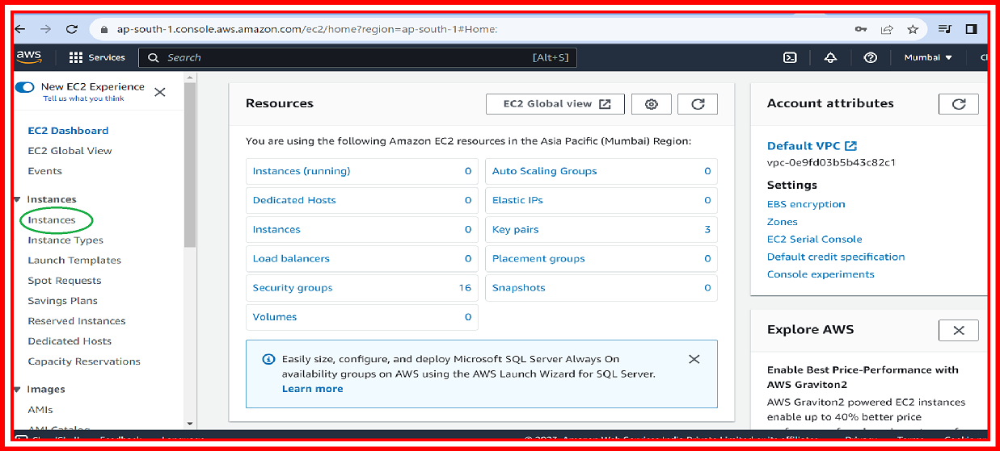 ap-south-1.console.aws.amazon.com/ec2/home?region=ap-south-1#Home:
aws
Services
Search
[Alt+S]
Mumbai
New EC2 Experience
Tell us what you think
EC2 Dashboard
EC2 Global View
Events
Instances
Instances
Instance Types
Launch Templates
Spot Requests
Savings Plans
Reserved Instances
Dedicated Hosts
Capacity Reservations
Images
AMIs
AMI Catalog
Resources
EC2 Global view
You are using the following Amazon EC2 resources in the Asia Pacific (Mumbai) Region:
Instances (running) 0
Auto Scaling Groups 0
Dedicated Hosts 0
Elastic IPs 0
Instances 0
Key pairs 3
Load balancers 0
Placement groups 0
Security groups 16
Snapshots 0
Volumes 0
Easily size, configure, and deploy Microsoft SQL Server Always On
availability groups on AWS using the AWS Launch Wizard for SQL Server.
Learn more
Account attributes
Default VPC
vpc-0e9fd03b5b43c82c1
Settings
EBS encryption
Zones
EC2 Serial Console
Default credit specification
Console experiments
Explore AWS
Enable Best Price-Performance with
AWS Graviton2
AWS Graviton2 powered EC2 instances
enable up to 40% better price